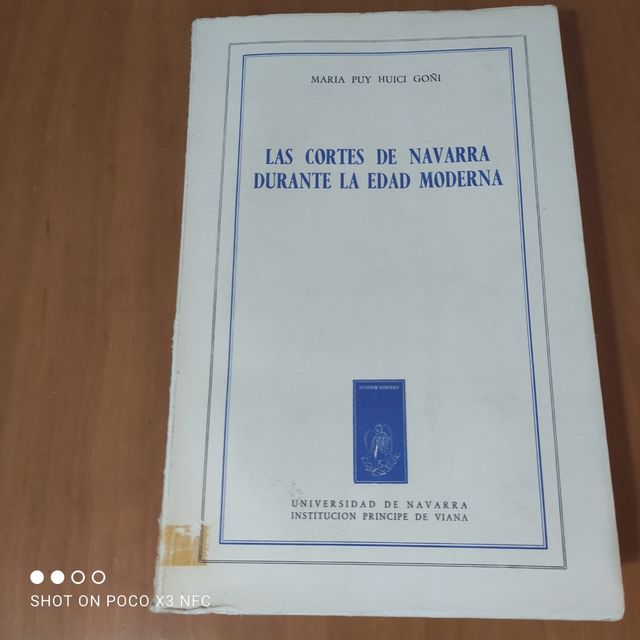 MARIA PUY HUICI GOÑI
LAS CORTES DE NAVARRA
DURANTE LA EDAD MODERNA
UNIVERSIDAD DE NAVARRA
INSTITUCION PRINCIPE DE VIANA
SHOT ON POCO X3 NFC